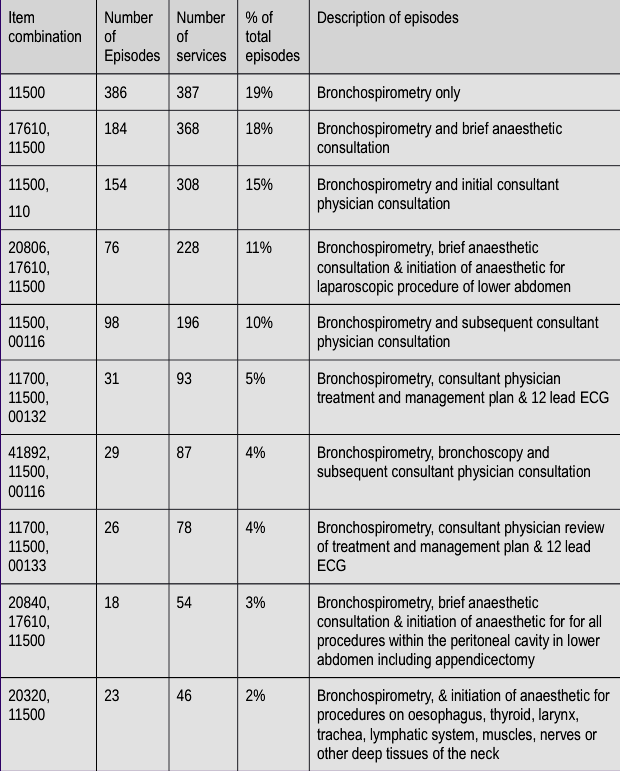 Item combination | Number of Episodes | Number of services | % of total episodes | Description of episodes
11500 | 386 | 387 | 19% | Bronchospirometry only
17610, 11500 | 184 | 368 | 18% | Bronchospirometry and brief anaesthetic consultation
11500, 110 | 154 | 308 | 15% | Bronchospirometry and initial consultant physician consultation
20806, 17610, 11500 | 76 | 228 | 11% | Bronchospirometry, brief anaesthetic consultation & initiation of anaesthetic for laparoscopic procedure of lower abdomen
11500, 00116 | 98 | 196 | 10% | Bronchospirometry and subsequent consultant physician consultation
11700, 11500, 00132 | 31 | 93 | 5% | Bronchospirometry, consultant physician treatment and management plan & 12 lead ECG
41892, 11500, 00116 | 29 | 87 | 4% | Bronchospirometry, bronchoscopy and subsequent consultant physician consultation
11700, 11500, 00133 | 26 | 78 | 4% | Bronchospirometry, consultant physician review of treatment and management plan & 12 lead ECG
20840, 17610, 11500 | 18 | 54 | 3% | Bronchospirometry, brief anaesthetic consultation & initiation of anaesthetic for for all procedures within the peritoneal cavity in lower abdomen including appendicectomy
20320, 11500 | 23 | 46 | 2% | Bronchospirometry, & initiation of anaesthetic for procedures on oesophagus, thyroid, larynx, trachea, lymphatic system, muscles, nerves or other deep tissues of the neck